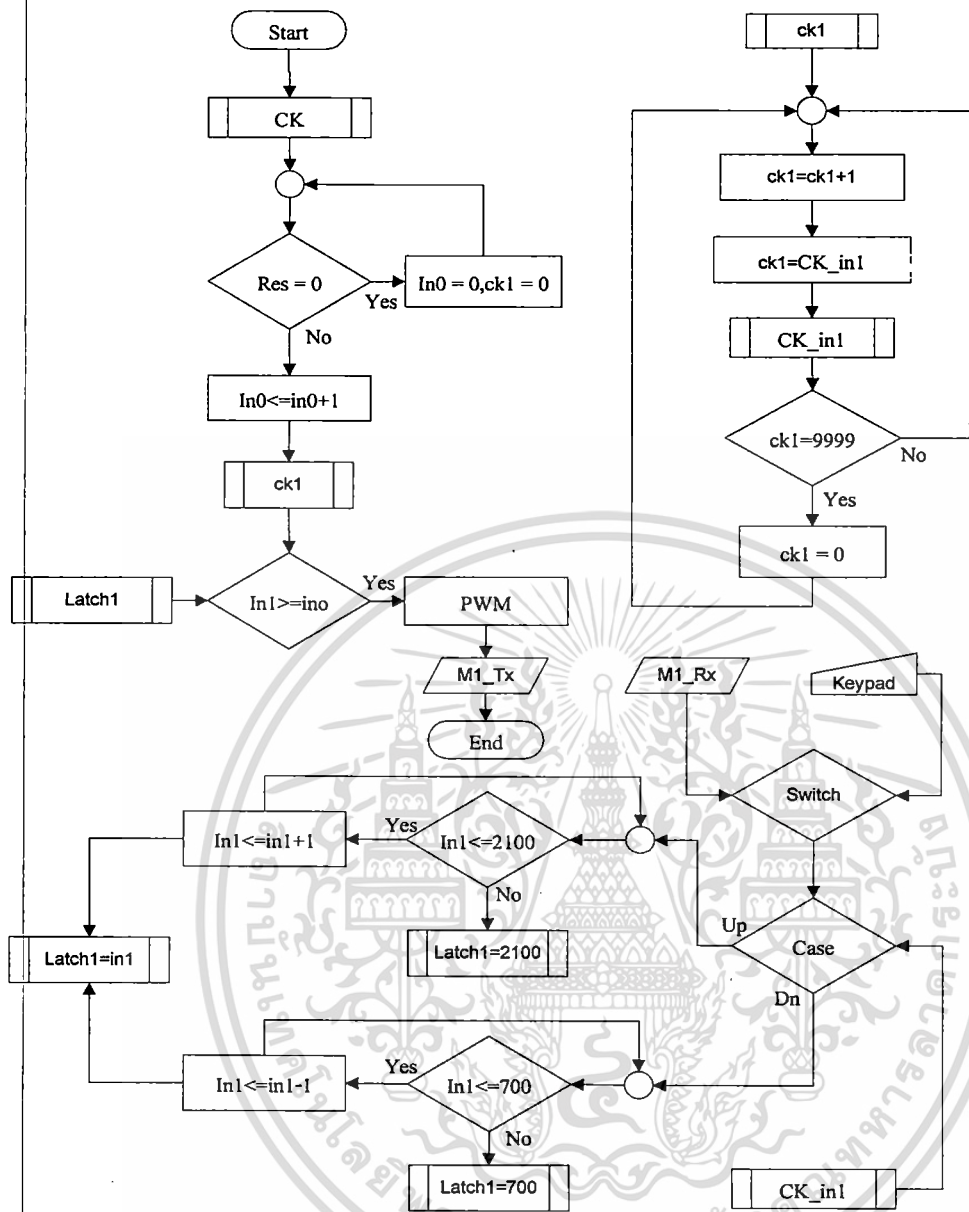 Start
CK
Res = 0
Yes
In0 = 0,ck1 = 0
No
In0<=in0+1
ck1
Latch1
In1>=ino
Yes
PWM
M1_Tx
End
ck1
ck1=ck1+1
ck1=CK_in1
CK_in1
ck1=9999
No
Yes
ck1 = 0
M1_Rx
Keypad
Switch
Case
Up
Dn
CK_in1
In1<=2100
Yes
In1<=in1+1
No
Latch1=2100
Latch1=in1
In1<=700
Yes
In1<=in1-1
No
Latch1=700